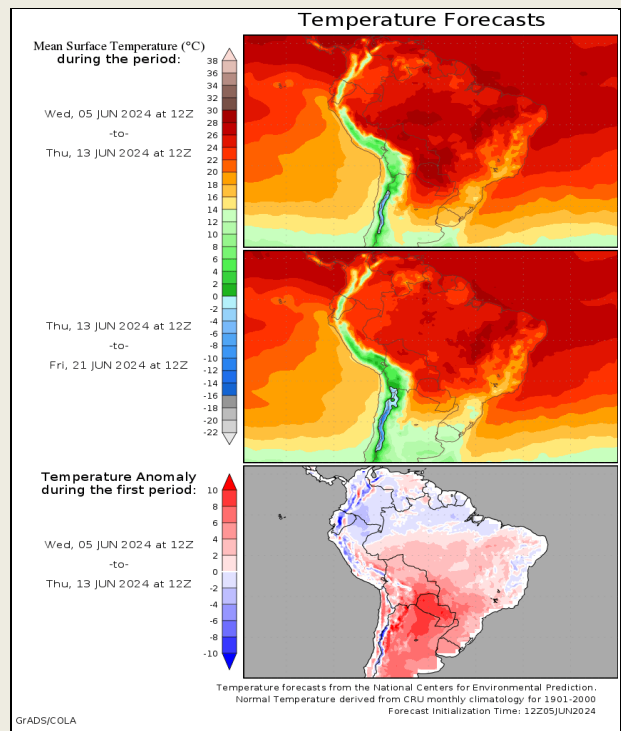 Temperature Forecasts
Mean Surface Temperature (°C)
during the period:
Wed, 05 JUN 2024 at 12Z
-to-
Thu, 13 JUN 2024 at 12Z
38
36
34
32
30
28
26
24
22
20
18
16
14
12
10
8
6
4
2
0
-2
-4
-6
-8
-10
-12
-14
-16
-18
-20
-22
Thu, 13 JUN 2024 at 12Z
-to-
Fri, 21 JUN 2024 at 12Z
Temperature Anomaly
during the first period:
Wed, 05 JUN 2024 at 12Z
-to-
Thu, 13 JUN 2024 at 12Z
10
8
6
4
2
0
-2
-4
-6
-8
-10
Temperature forecasts from the National Centers for Environmental Prediction.
Normal Temperature derived from CRU monthly climatology for 1901-2000
Forecast Initialization Time: 12Z05JUN2024
GrADS/COLA